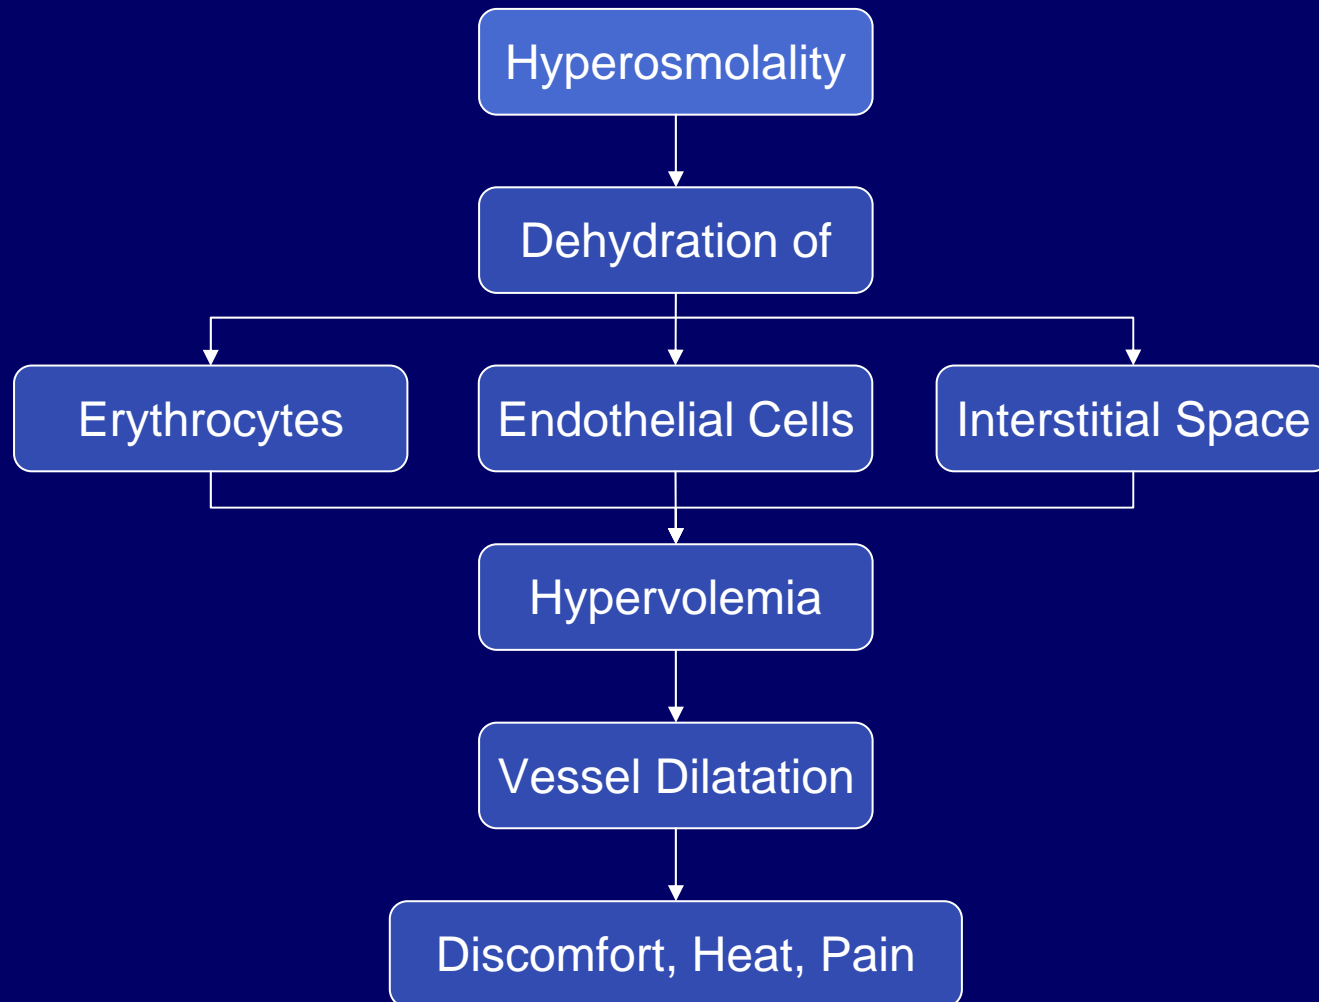 Hyperosmolality
Dehydration of
Erythrocytes
Endothelial Cells
Interstitial Space
Hypervolemia
Vessel Dilatation
Discomfort, Heat, Pain